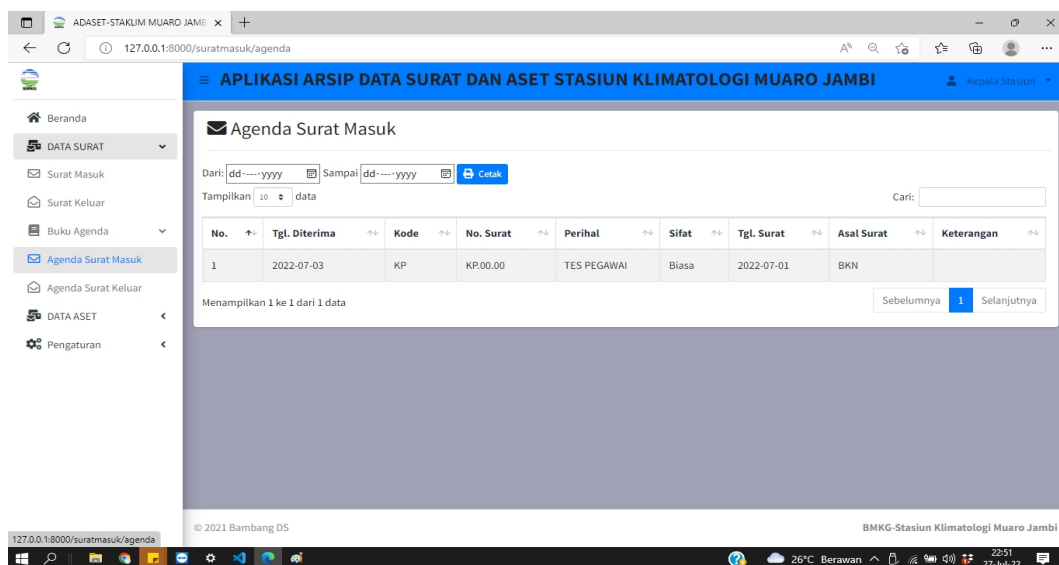 ADASET-STAKLIM MUARO JAMB
127.0.0.1:8000/suratmasuk/agenda
BMKG
APLIKASI ARSIP DATA SURAT DAN ASET STASIUN KLIMATOLOGI MUARO JAMBI
Kepala Stasiun
Beranda
DATA SURAT
Surat Masuk
Surat Keluar
Buku Agenda
Agenda Surat Masuk
Agenda Surat Keluar
DATA ASET
Pengaturan
Agenda Surat Masuk
Dari: dd----yyyy Sampai dd----yyyy Cetak
Tampilkan 10 data Cari:
No. Tgl. Diterima Kode No. Surat Perihal Sifat Tgl. Surat Asal Surat Keterangan
1 2022-07-03 KP KP.00.00 TES PEGAWAI Biasa 2022-07-01 BKN
Menampilkan 1 ke 1 dari 1 data Sebelumnya 1 Selanjutnya
© 2021 Bambang DS BMKG-Stasiun Klimatologi Muaro Jambi
127.0.0.1:8000/suratmasuk/agenda
26°C Berawan 22:51
27-Jul-22